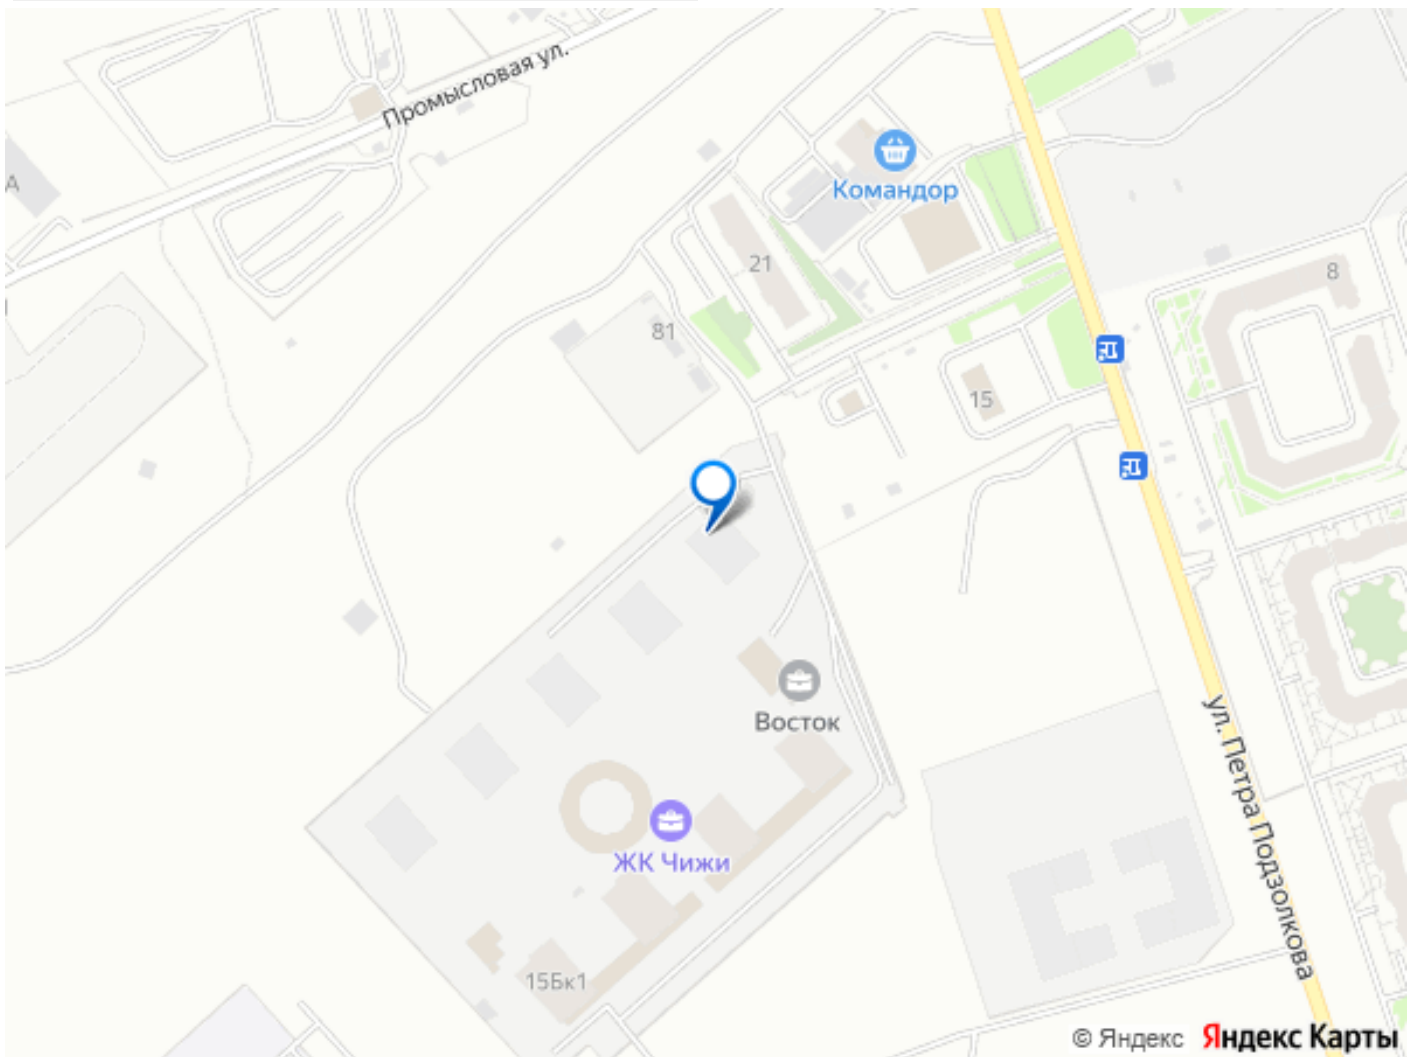 Промысловая ул.
А
Командор
21
8
81
15
Восток
ЖК Чижи
ул. Петра Подзолкова
15Бк1
© Яндекс Яндекс Карты